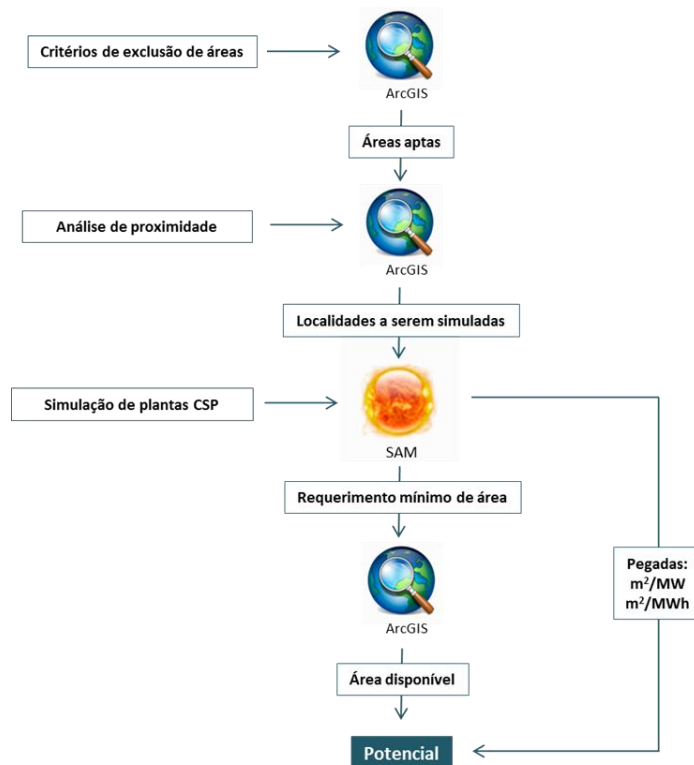 Critérios de exclusão de áreas
ArcGIS
Áreas aptas
Análise de proximidade
ArcGIS
Localidades a serem simuladas
Simulação de plantas CSP
SAM
Requerimento mínimo de área
ArcGIS
Pegadas:
m²/MW
m²/MWh
Área disponível
Potencial